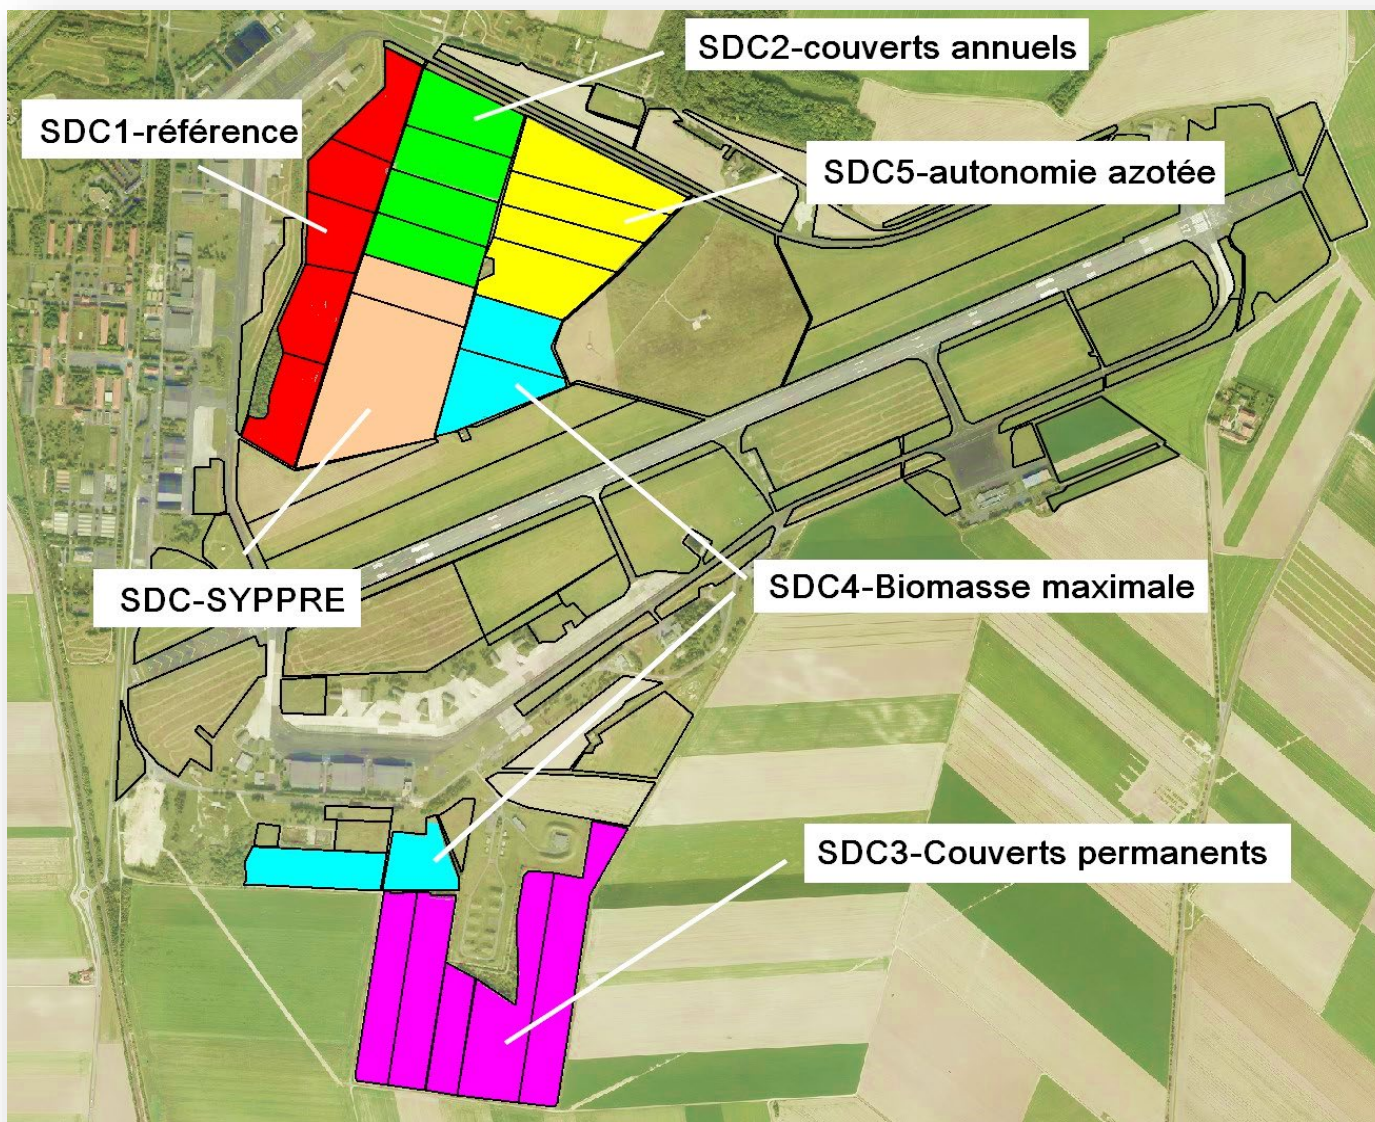 SDC2-couverts annuels
SDC1-référence
SDC5-autonomie azotée
SDC-SYPPRE
SDC4-Biomasse maximale
SDC3-Couverts permanents